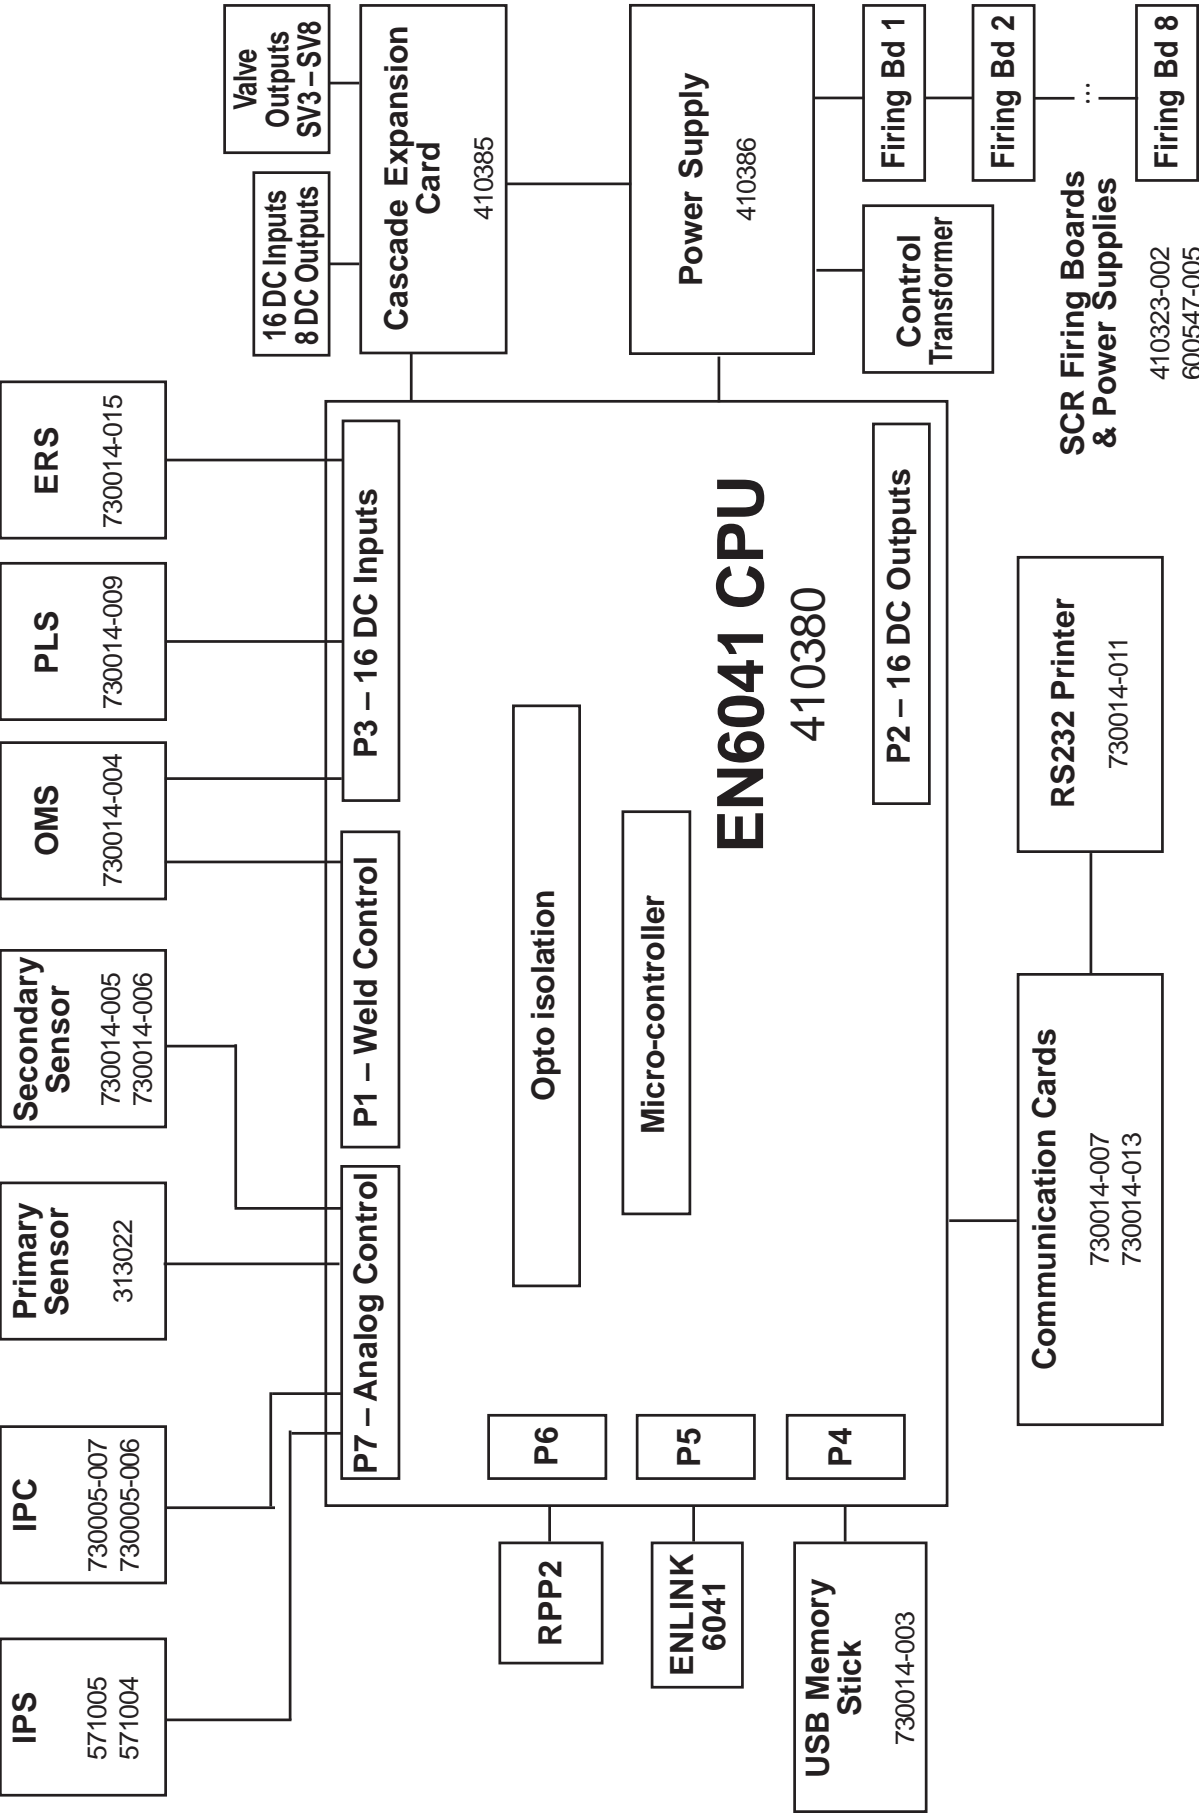 IPS
571005
571004
IPC
730005-007
730005-006
Primary
Sensor
313022
Secondary
Sensor
730014-005
730014-006
OMS
730014-004
PLS
730014-009
ERS
730014-015
16 DC Inputs
8 DC Outputs
Valve
Outputs
SV3 – SV8
Cascade Expansion
Card
410385
P7 – Analog Control
P1 – Weld Control
P3 – 16 DC Inputs
Opto isolation
Micro-controller
EN6041 CPU
410380
P2 – 16 DC Outputs
P6
P5
P4
RPP2
ENLINK
6041
USB Memory
Stick
730014-003
Power Supply
410386
Control
Transformer
Firing Bd 1
Firing Bd 2
...
Firing Bd 8
SCR Firing Boards
& Power Supplies
410323-002
600547-005
Communication Cards
730014-007
730014-013
RS232 Printer
730014-011